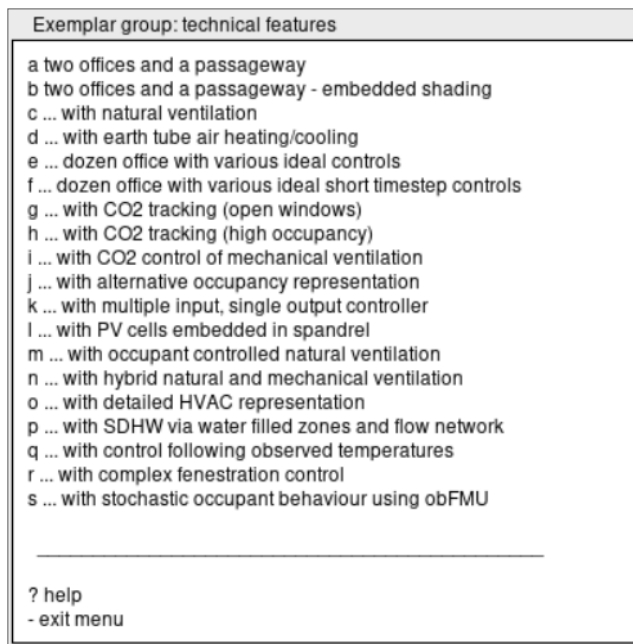 Exemplar group: technical features
a two offices and a passageway
b two offices and a passageway - embedded shading
c ... with natural ventilation
d ... with earth tube air heating/cooling
e ... dozen office with various ideal controls
f ... dozen office with various ideal short timestep controls
g ... with CO2 tracking (open windows)
h ... with CO2 tracking (high occupancy)
i ... with CO2 control of mechanical ventilation
j ... with alternative occupancy representation
k ... with multiple input, single output controller
l ... with PV cells embedded in spandrel
m ... with occupant controlled natural ventilation
n ... with hybrid natural and mechanical ventilation
o ... with detailed HVAC representation
p ... with SDHW via water filled zones and flow network
q ... with control following observed temperatures
r ... with complex fenestration control
s ... with stochastic occupant behaviour using obFMU
? help
- exit menu